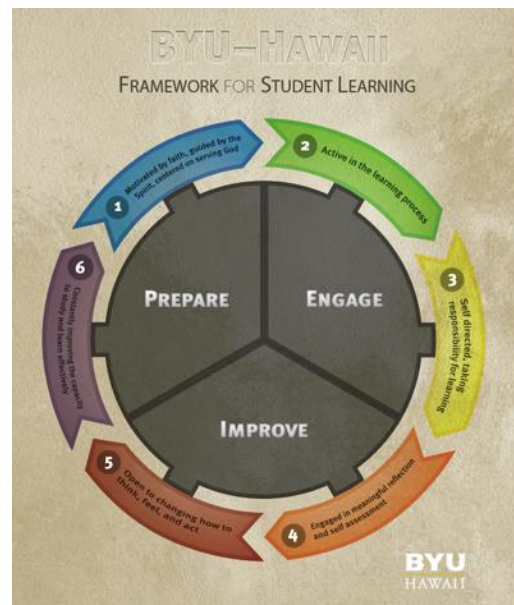 BYU–HAWAII
FRAMEWORK FOR STUDENT LEARNING
1
Motivated by faith, guided by the
Spirit, centered on serving God
2
Active in the learning process
3
Self directed, taking
responsibility for learning
4
Engaged in meaningful reflection
and self assessment
5
Open to changing how to
think, feel, and act
6
Constantly improving the capacity
to study and learn effectively
PREPARE
ENGAGE
IMPROVE
BYU
HAWAII